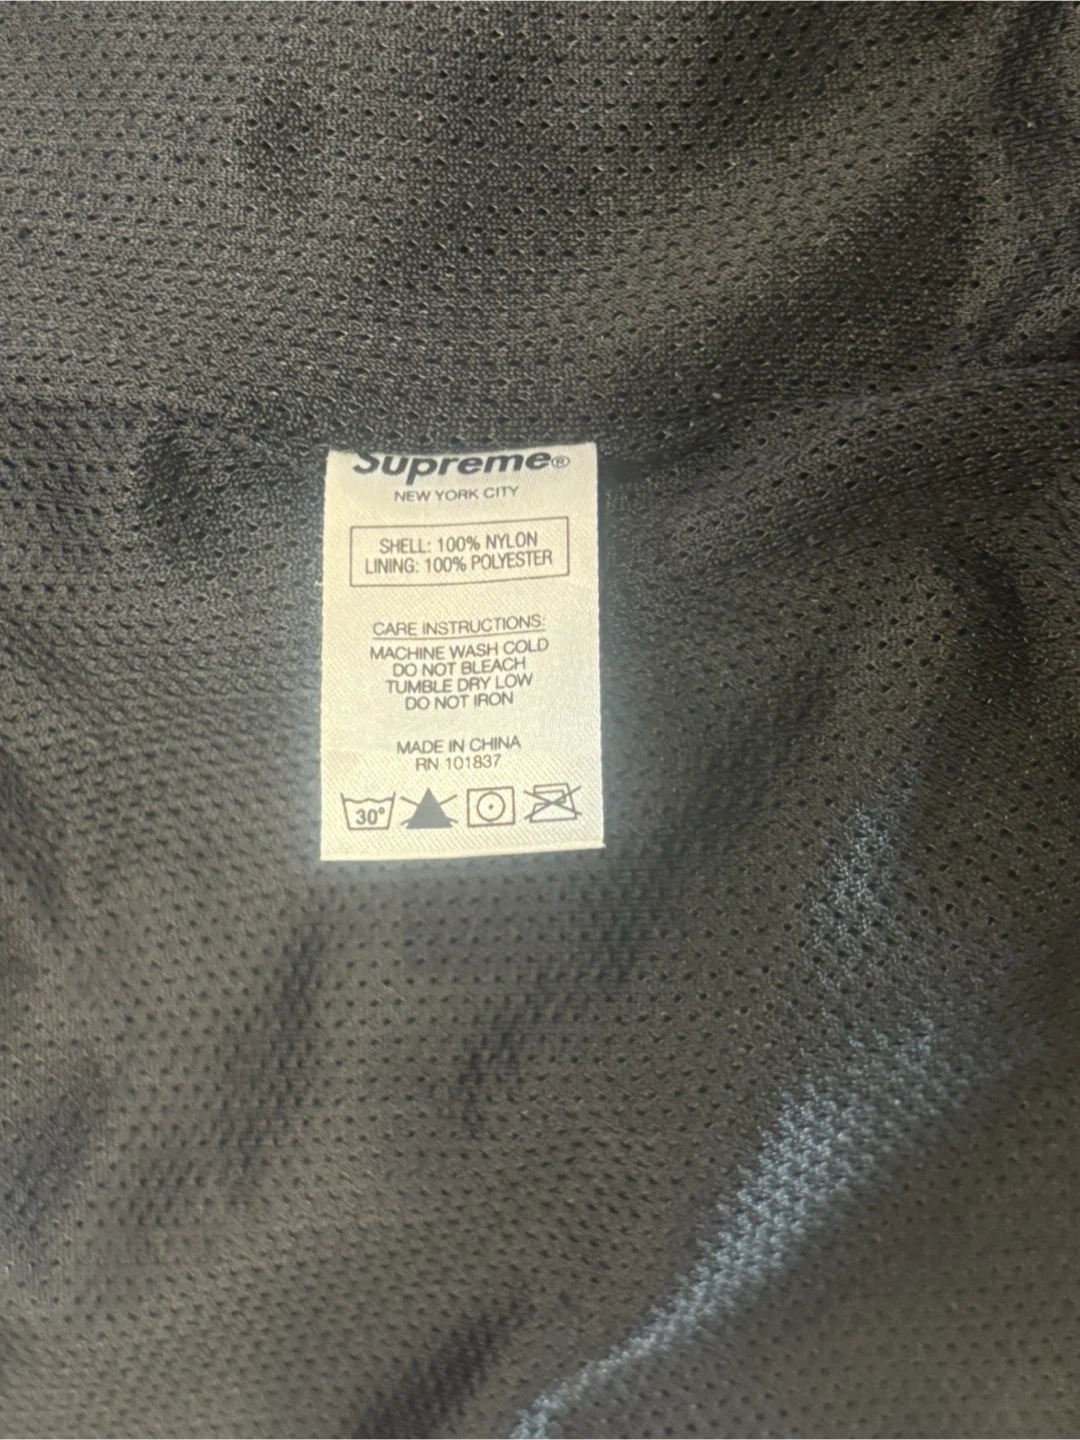 Supreme®
NEW YORK CITY
SHELL: 100% NYLON
LINING: 100% POLYESTER
CARE INSTRUCTIONS:
MACHINE WASH COLD
DO NOT BLEACH
TUMBLE DRY LOW
DO NOT IRON
MADE IN CHINA
RN 101837
30°